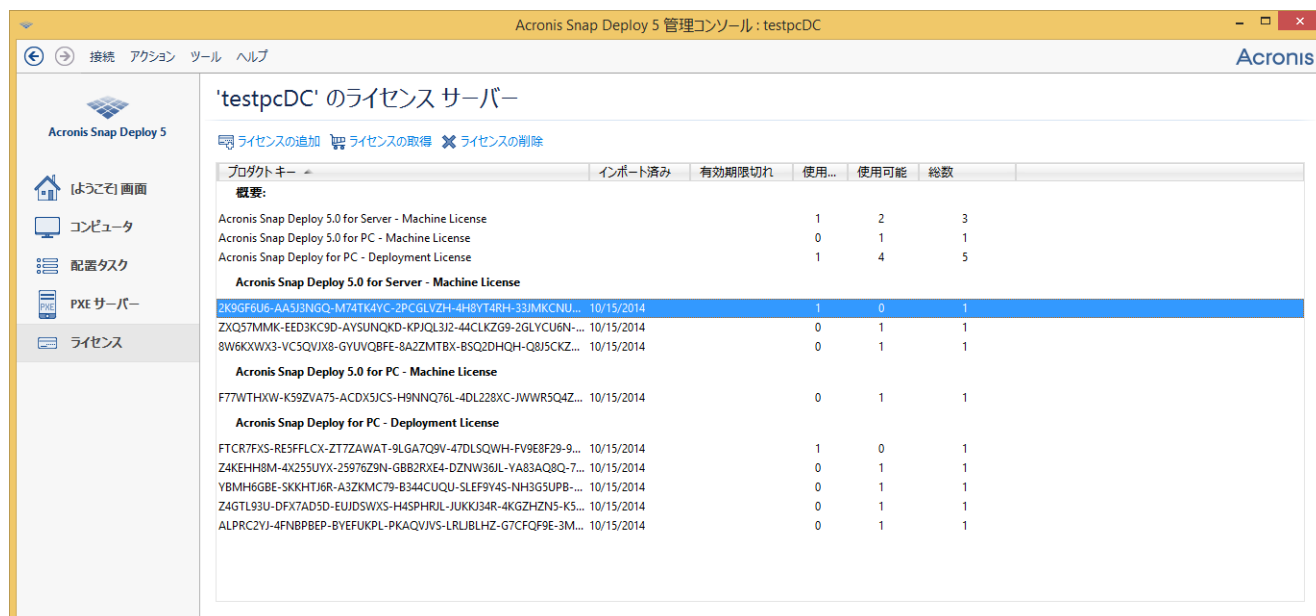 Acronis Snap Deploy 5 管理コンソール : testpcDC
接続 アクション ツール ヘルプ
Acronis
Acronis Snap Deploy 5
[ようこそ] 画面
コンピュータ
配置タスク
PXE サーバー
ライセンス
'testpcDC' のライセンス サーバー
ライセンスの追加 ライセンスの取得 ライセンスの削除
プロダクト キー インポート済み 有効期限切れ 使用... 使用可能 総数
概要:
Acronis Snap Deploy 5.0 for Server - Machine License 1 2 3
Acronis Snap Deploy 5.0 for PC - Machine License 0 1 1
Acronis Snap Deploy for PC - Deployment License 1 4 5
Acronis Snap Deploy 5.0 for Server - Machine License
2K9GF6U6-AA5J3NGQ-M74TK4YC-2PCGLVZH-4H8YT4RH-33JMKCNU... 10/15/2014 1 0 1
ZXQ57MMK-EED3KC9D-AYSUNQKD-KPJQL3J2-44CLKZG9-2GLYCU6N-... 10/15/2014 0 1 1
8W6KXWX3-VC5QVJX8-GYUVQBFE-8A2ZMTBX-BSQ2DHQH-Q8J5CKZ... 10/15/2014 0 1 1
Acronis Snap Deploy 5.0 for PC - Machine License
F77WTHXW-K59ZVA75-ACDX5JCS-H9NNQ76L-4DL228XC-JWWR5Q4Z... 10/15/2014 0 1 1
Acronis Snap Deploy for PC - Deployment License
FTCR7FXS-RE5FFLCX-ZT7ZAWAT-9LGA7Q9V-47DLSQWH-FV9E8F29-9... 10/15/2014 1 0 1
Z4KEHH8M-4X255UYX-25976Z9N-GBB2RXE4-DZNW36JL-YA83AQ8Q-7... 10/15/2014 0 1 1
YBMH6GBE-SKKHTJ6R-A3ZKMC79-B344CUQU-SLEF9Y4S-NH3G5UPB-... 10/15/2014 0 1 1
Z4GTL93U-DFX7AD5D-EUJDSWXS-H4SPHRJL-JUKKJ34R-4KGZHZN5-K5... 10/15/2014 0 1 1
ALPRC2YJ-4FNBPBEP-BYEFUKPL-PKAQVJVS-LRLJBLHZ-G7CFQF9E-3M... 10/15/2014 0 1 1